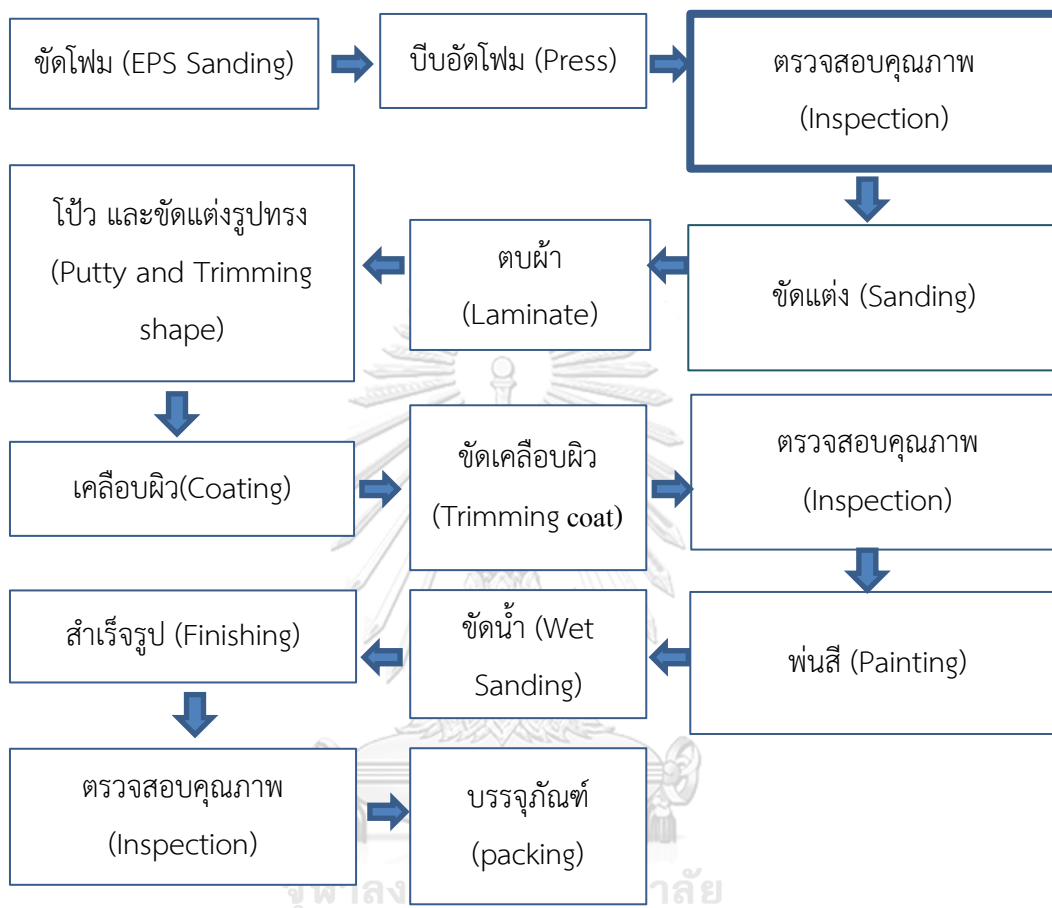 ขัดโฟม (EPS Sanding)
บีบอัดโฟม (Press)
ตรวจสอบคุณภาพ
(Inspection)
ขัดแต่ง (Sanding)
ตบผ้า
(Laminate)
โป้ว และขัดแต่งรูปทรง
(Putty and Trimming
shape)
เคลือบผิว(Coating)
ขัดเคลือบผิว
(Trimming coat)
ตรวจสอบคุณภาพ
(Inspection)
พ่นสี (Painting)
ขัดน้ำ (Wet
Sanding)
สำเร็จรูป (Finishing)
ตรวจสอบคุณภาพ
(Inspection)
บรรจุภัณฑ์
(packing)